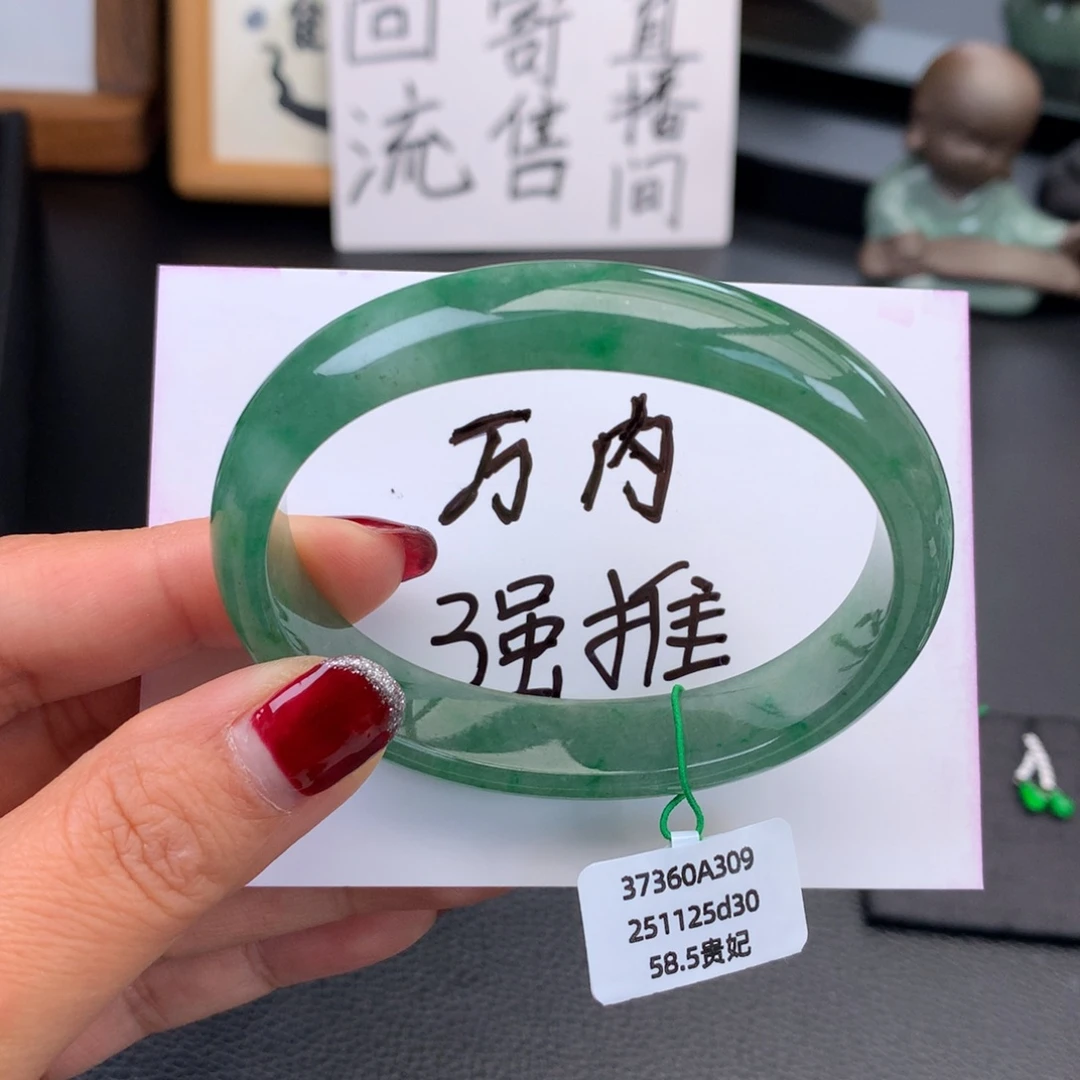 回流
寄售
直播间
万内
强推
37360A309
251125d30
58.5贵妃